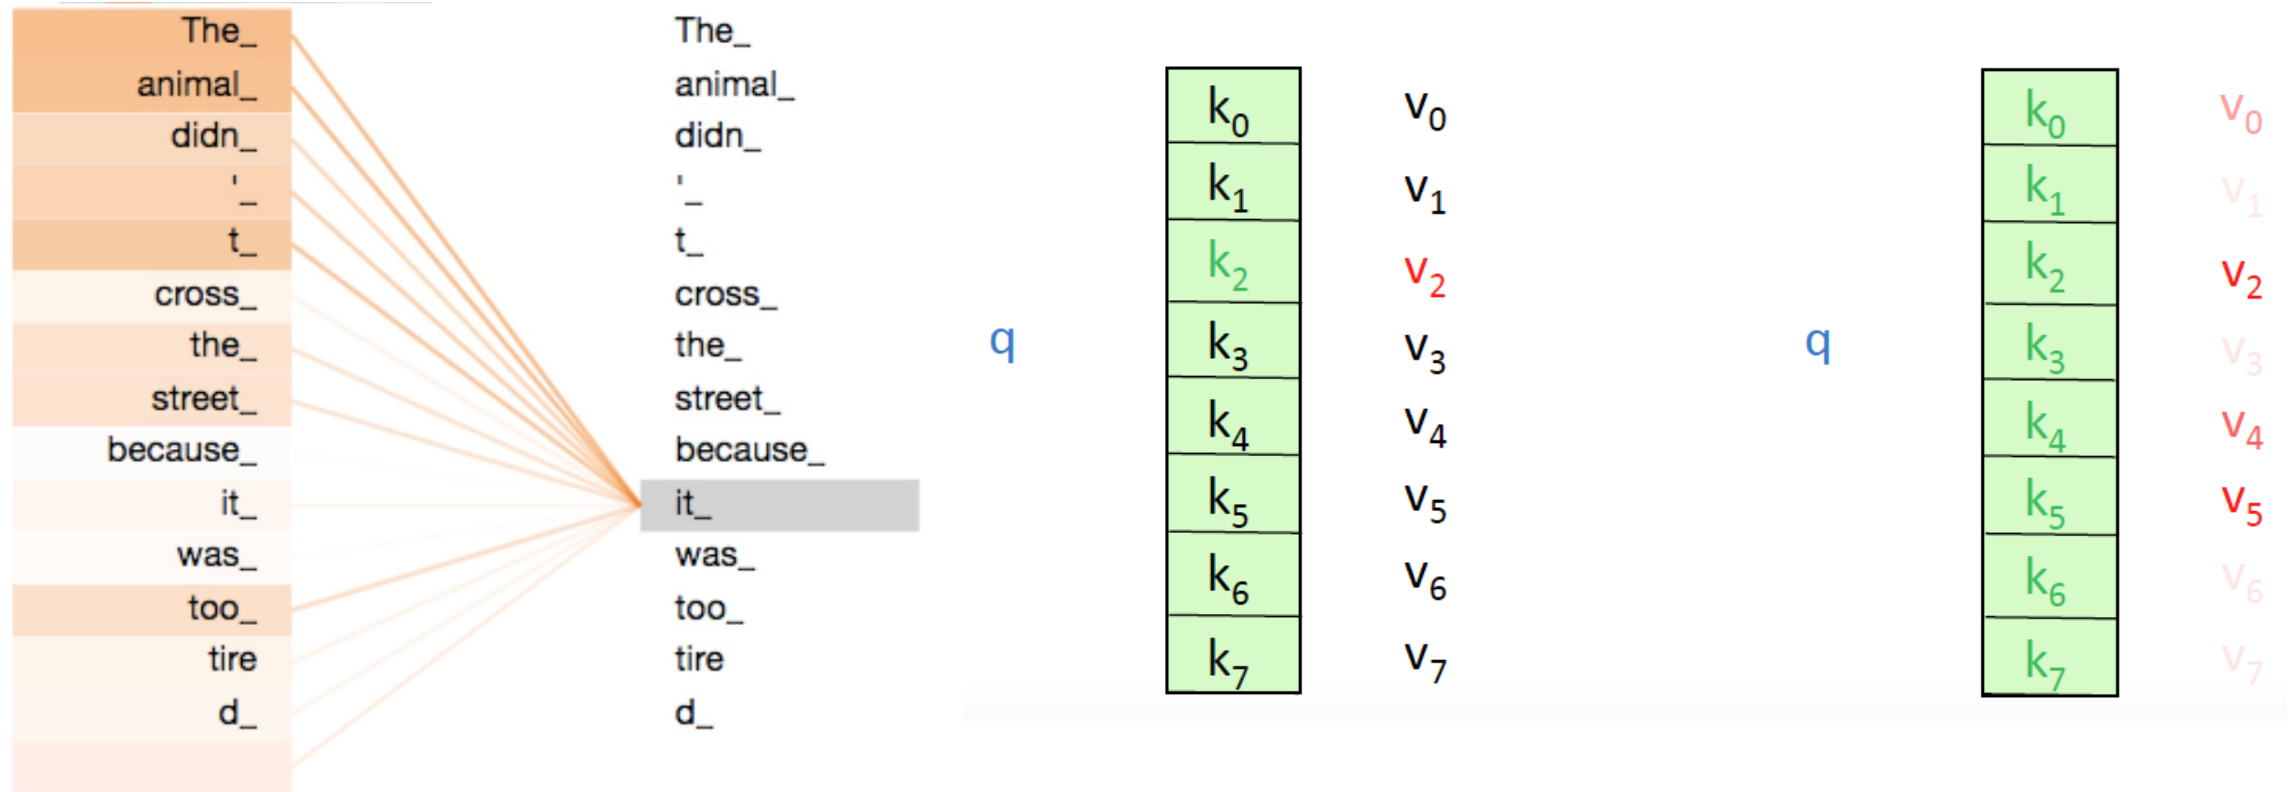 The_
animal_
didn_
'_
t_
cross_
the_
street_
because_
it_
was_
too_
tire
d_
The_
animal_
didn_
'_
t_
cross_
the_
street_
because_
it_
was_
too_
tire
d_
q
k0 v0
k1 v1
k2 v2
k3 v3
k4 v4
k5 v5
k6 v6
k7 v7
q
k0 v0
k1 v1
k2 v2
k3 v3
k4 v4
k5 v5
k6 v6
k7 v7